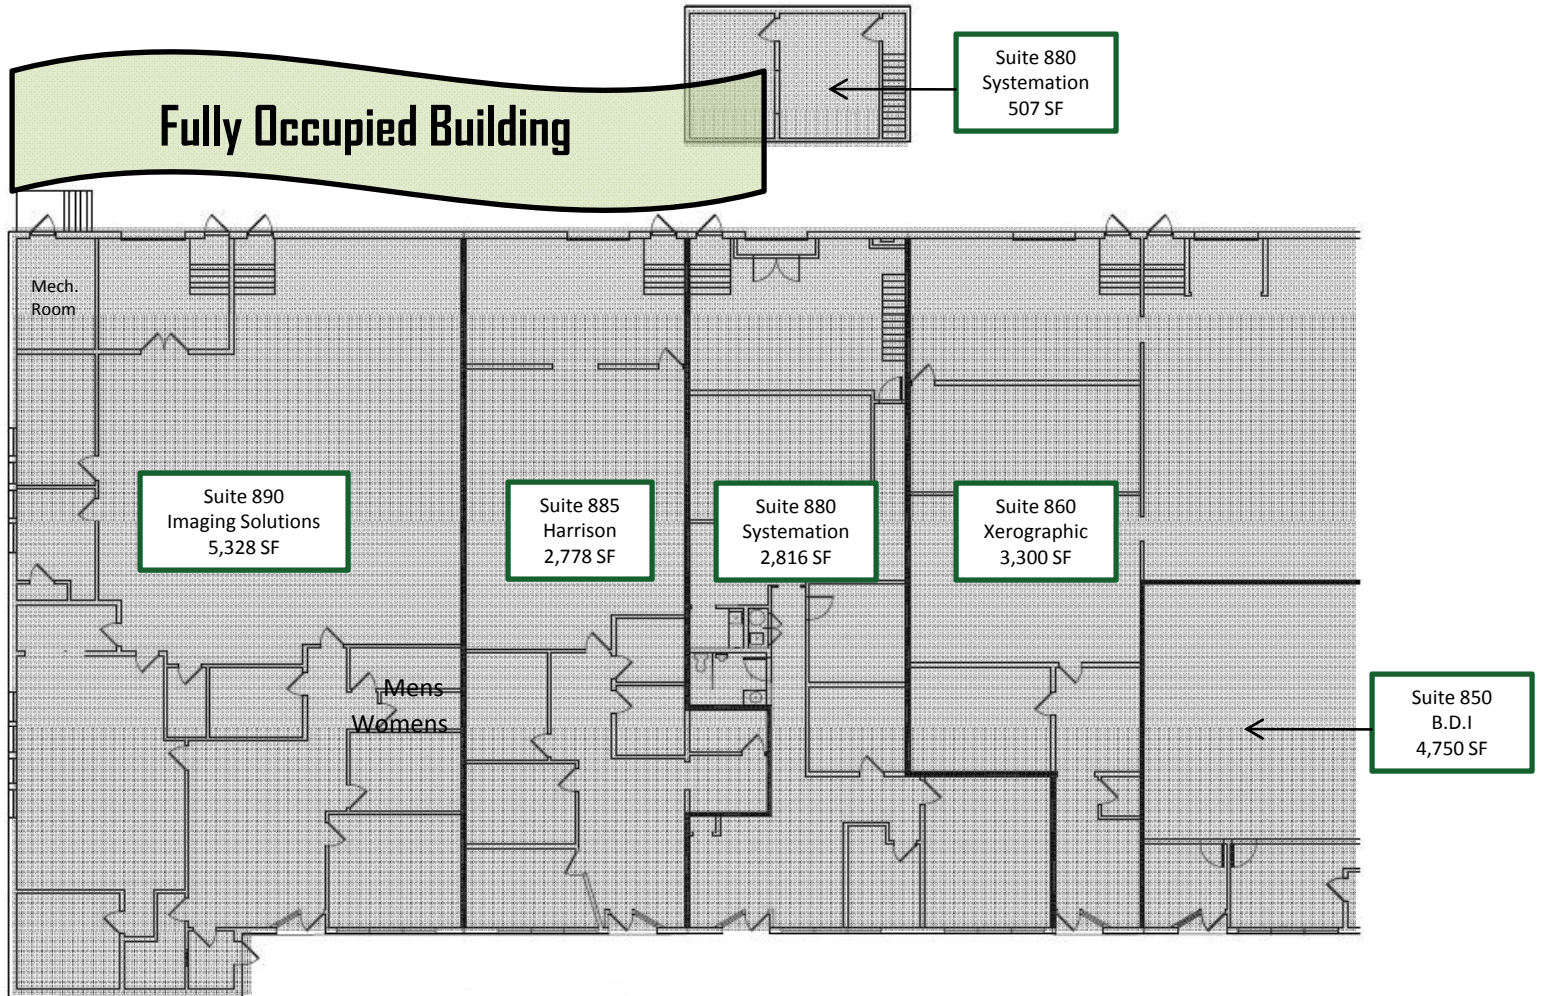 Fully Occupied Building
Suite 880
Systemation
507 SF
Mech.
Room
Suite 890
Imaging Solutions
5,328 SF
Suite 885
Harrison
2,778 SF
Suite 880
Systemation
2,816 SF
Suite 860
Xerographic
3,300 SF
Mens
Womens
Suite 850
B.D.I
4,750 SF